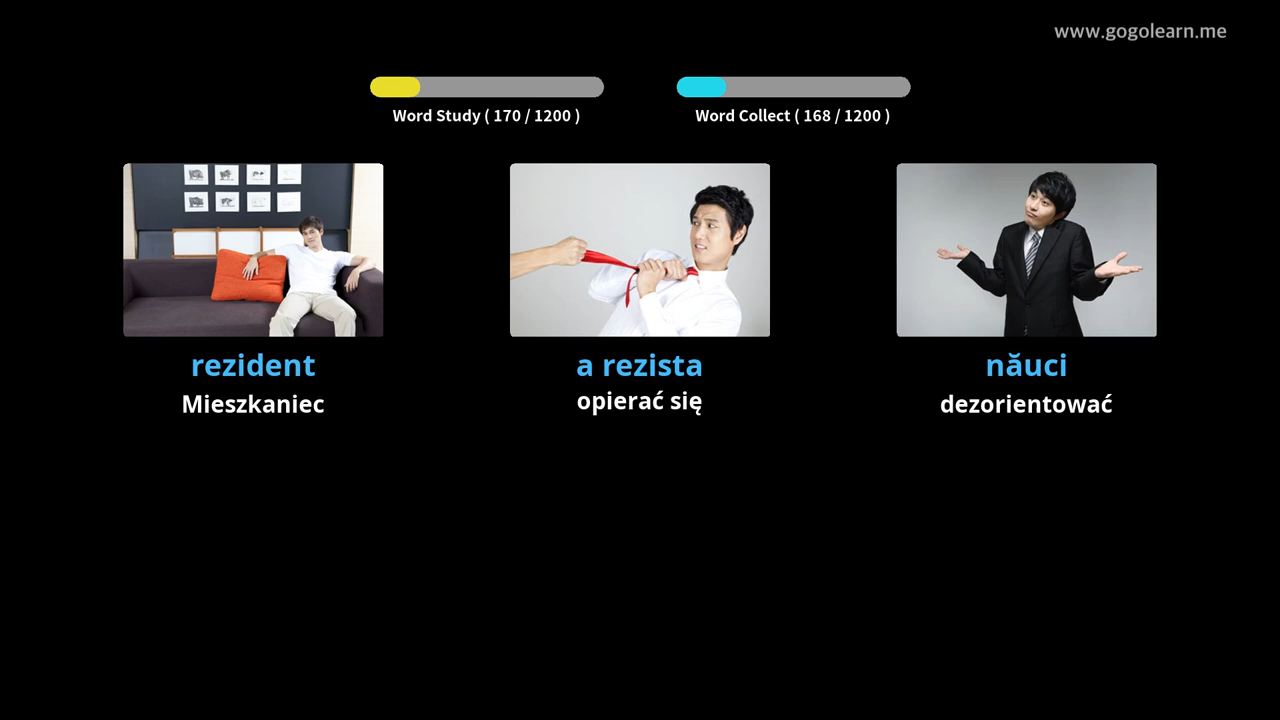 www.gogolearn.me
Word Study ( 170 / 1200 )
Word Collect ( 168 / 1200 )
rezident
Mieszkaniec
a rezista
opierać się
năuci
dezorientować